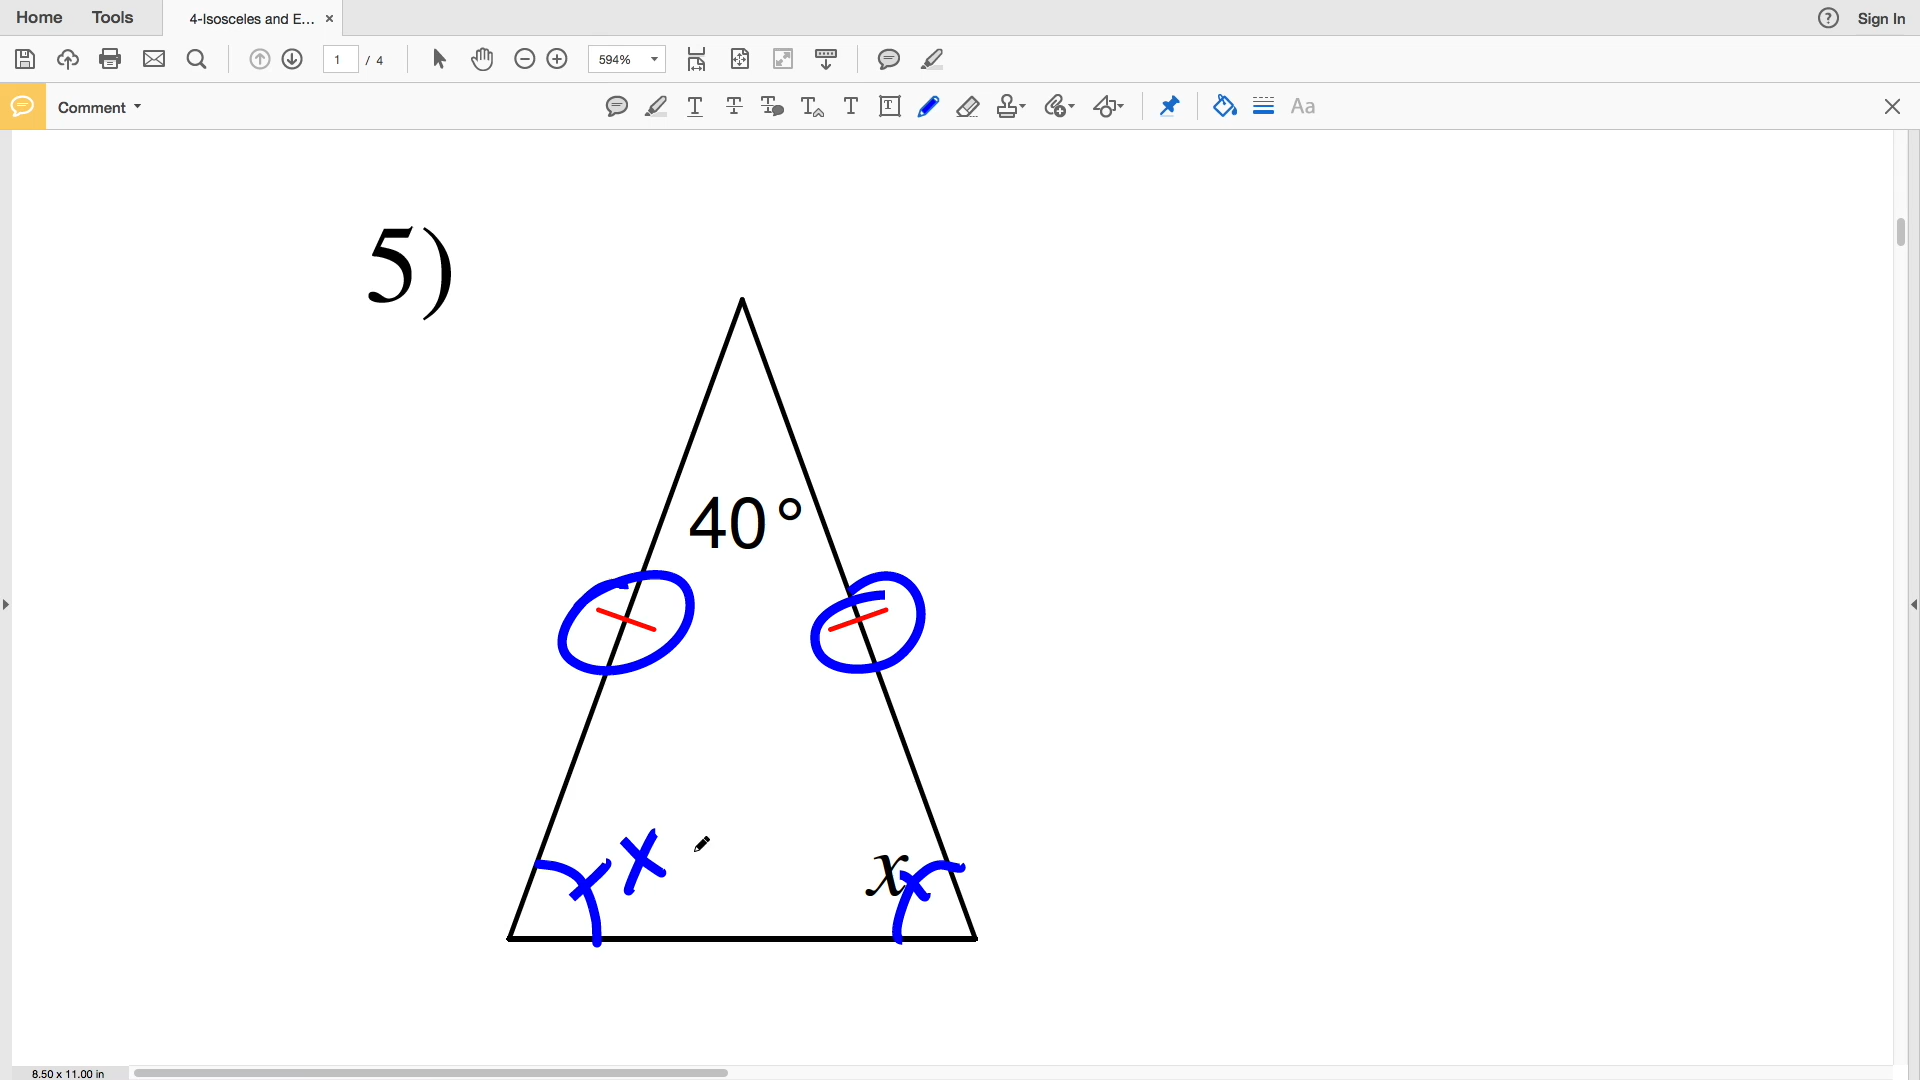 Home Tools 4-Isosceles and E... × Sign In
1 / 4 594%
Comment Aa
5)
40°
x x
8.50 x 11.00 in